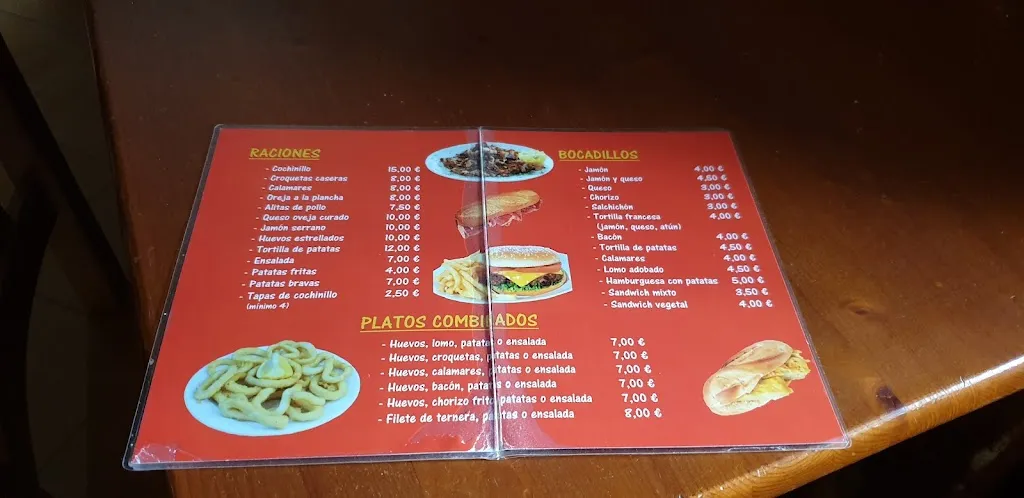 RACIONES
- Cochinillo 15,00 €
- Croquetas caseras 8,00 €
- Calamares 8,00 €
- Oreja a la plancha 8,00 €
- Alitas de pollo 7,50 €
- Queso oveja curado 10,00 €
- Jamón serrano 10,00 €
- Huevos estrellados 10,00 €
- Tortilla de patatas 12,00 €
- Ensalada 7,00 €
- Patatas fritas 4,00 €
- Patatas bravas 7,00 €
- Tapas de cochinillo 2,50 €
(mínimo 4)
BOCADILLOS
- Jamón 4,00 €
- Jamón y queso 4,50 €
- Queso 3,00 €
- Chorizo 3,00 €
- Salchichón 3,00 €
- Tortilla francesa 4,00 €
(jamón, queso, atún)
- Bacón 4,00 €
- Tortilla de patatas 4,50 €
- Calamares 4,00 €
- Lomo adobado 4,50 €
- Hamburguesa con patatas 5,00 €
- Sandwich mixto 3,50 €
- Sandwich vegetal 4,00 €
PLATOS COMBINADOS
- Huevos, lomo, patatas o ensalada 7,00 €
- Huevos, croquetas, patatas o ensalada 7,00 €
- Huevos, calamares, patatas o ensalada 7,00 €
- Huevos, bacón, patatas o ensalada 7,00 €
- Huevos, chorizo frito, patatas o ensalada 7,00 €
- Filete de ternera, patatas o ensalada 8,00 €